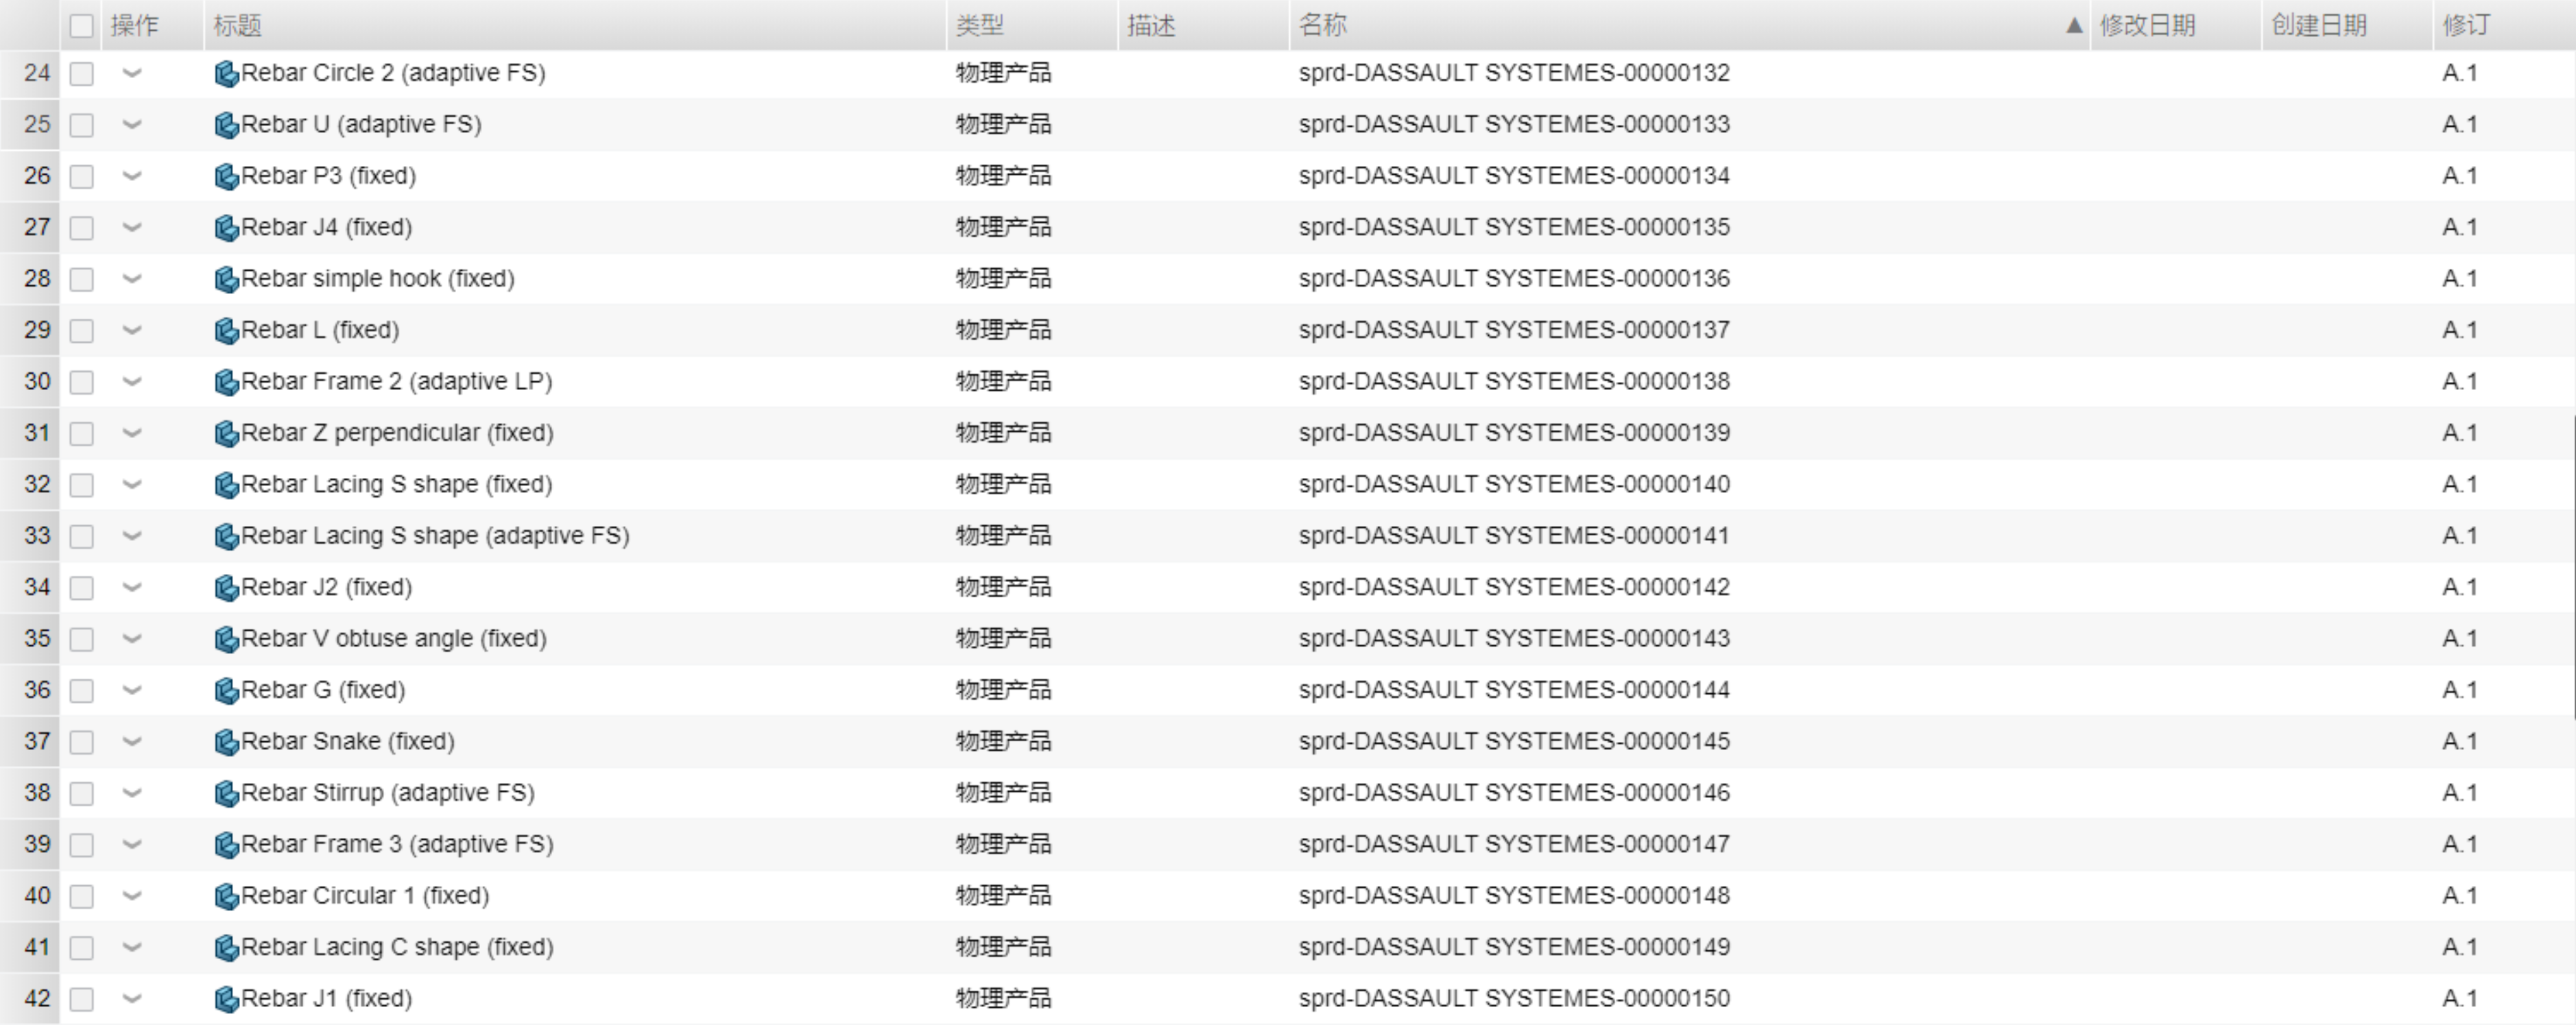 操作 标题 类型 描述 名称 ▲ 修改日期 创建日期 修订
24 Rebar Circle 2 (adaptive FS) 物理产品 sprd-DASSAULT SYSTEMES-00000132 A.1
25 Rebar U (adaptive FS) 物理产品 sprd-DASSAULT SYSTEMES-00000133 A.1
26 Rebar P3 (fixed) 物理产品 sprd-DASSAULT SYSTEMES-00000134 A.1
27 Rebar J4 (fixed) 物理产品 sprd-DASSAULT SYSTEMES-00000135 A.1
28 Rebar simple hook (fixed) 物理产品 sprd-DASSAULT SYSTEMES-00000136 A.1
29 Rebar L (fixed) 物理产品 sprd-DASSAULT SYSTEMES-00000137 A.1
30 Rebar Frame 2 (adaptive LP) 物理产品 sprd-DASSAULT SYSTEMES-00000138 A.1
31 Rebar Z perpendicular (fixed) 物理产品 sprd-DASSAULT SYSTEMES-00000139 A.1
32 Rebar Lacing S shape (fixed) 物理产品 sprd-DASSAULT SYSTEMES-00000140 A.1
33 Rebar Lacing S shape (adaptive FS) 物理产品 sprd-DASSAULT SYSTEMES-00000141 A.1
34 Rebar J2 (fixed) 物理产品 sprd-DASSAULT SYSTEMES-00000142 A.1
35 Rebar V obtuse angle (fixed) 物理产品 sprd-DASSAULT SYSTEMES-00000143 A.1
36 Rebar G (fixed) 物理产品 sprd-DASSAULT SYSTEMES-00000144 A.1
37 Rebar Snake (fixed) 物理产品 sprd-DASSAULT SYSTEMES-00000145 A.1
38 Rebar Stirrup (adaptive FS) 物理产品 sprd-DASSAULT SYSTEMES-00000146 A.1
39 Rebar Frame 3 (adaptive FS) 物理产品 sprd-DASSAULT SYSTEMES-00000147 A.1
40 Rebar Circular 1 (fixed) 物理产品 sprd-DASSAULT SYSTEMES-00000148 A.1
41 Rebar Lacing C shape (fixed) 物理产品 sprd-DASSAULT SYSTEMES-00000149 A.1
42 Rebar J1 (fixed) 物理产品 sprd-DASSAULT SYSTEMES-00000150 A.1